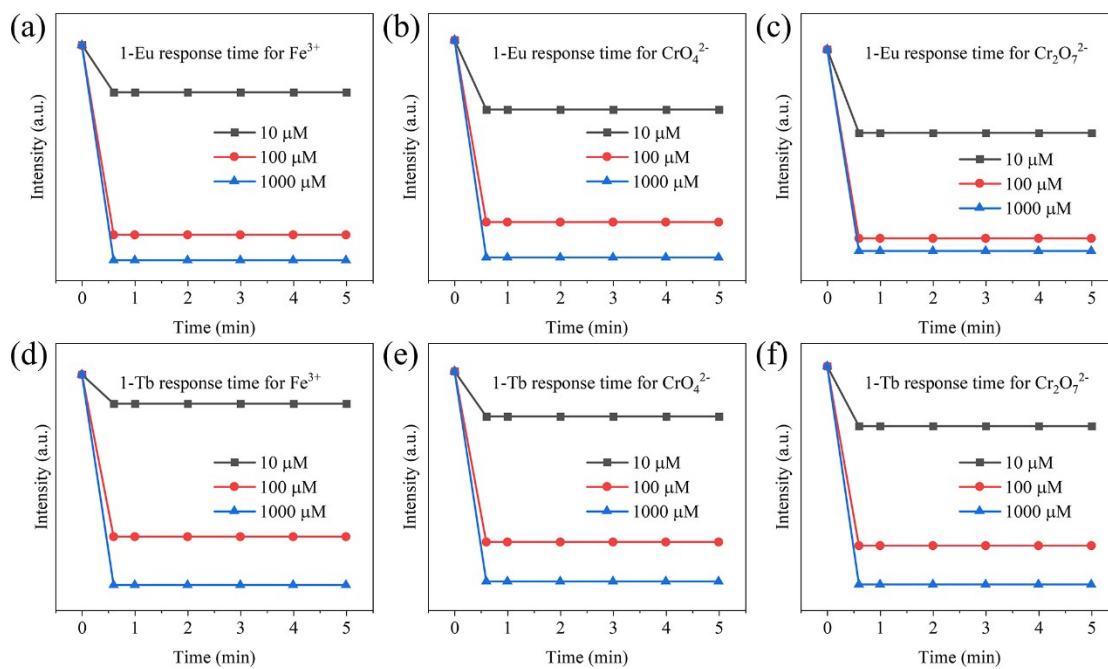 (a)
1-Eu response time for Fe³⁺
10 μM
100 μM
1000 μM
Intensity (a.u.)
0 1 2 3 4 5
Time (min)
(b)
1-Eu response time for CrO₄²⁻
10 μM
100 μM
1000 μM
Intensity (a.u.)
0 1 2 3 4 5
Time (min)
(c)
1-Eu response time for Cr₂O₇²⁻
10 μM
100 μM
1000 μM
Intensity (a.u.)
0 1 2 3 4 5
Time (min)
(d)
1-Tb response time for Fe³⁺
10 μM
100 μM
1000 μM
Intensity (a.u.)
0 1 2 3 4 5
Time (min)
(e)
1-Tb response time for CrO₄²⁻
10 μM
100 μM
1000 μM
Intensity (a.u.)
0 1 2 3 4 5
Time (min)
(f)
1-Tb response time for Cr₂O₇²⁻
10 μM
100 μM
1000 μM
Intensity (a.u.)
0 1 2 3 4 5
Time (min)